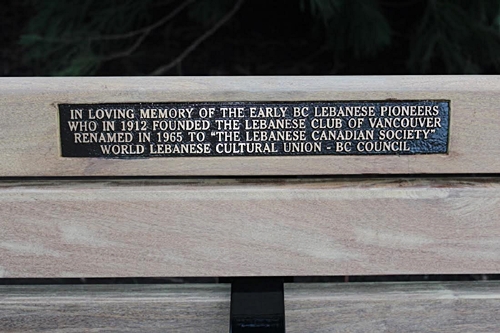 IN LOVING MEMORY OF THE EARLY BC LEBANESE PIONEERS
WHO IN 1912 FOUNDED THE LEBANESE CLUB OF VANCOUVER
RENAMED IN 1965 TO "THE LEBANESE CANADIAN SOCIETY"
WORLD LEBANESE CULTURAL UNION - BC COUNCIL